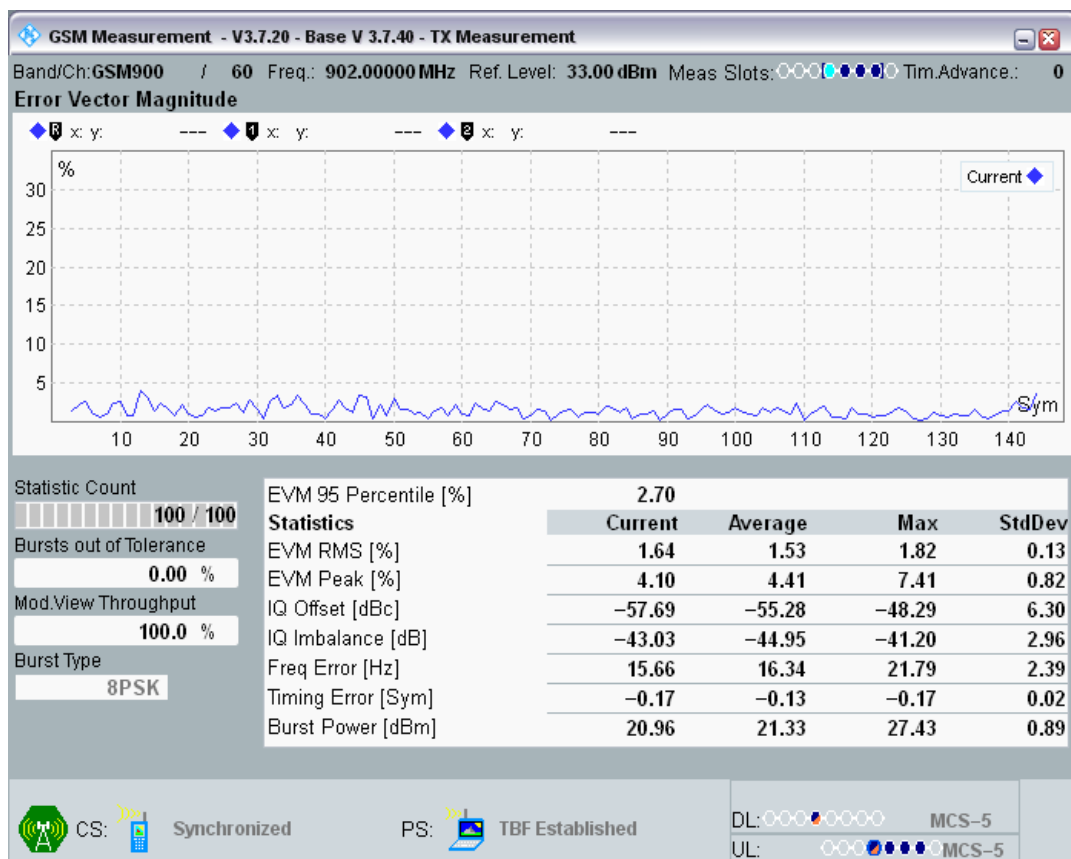 GSM Measurement - V3.7.20 - Base V 3.7.40 - TX Measurement
Band/Ch:GSM900 / 60 Freq.: 902.00000 MHz Ref. Level: 33.00 dBm Meas Slots: Tim.Advance.: 0
Error Vector Magnitude
R x: y: --- 1 x: y: --- 2 x: y: ---
%
Current
30
25
20
15
10
5
Sym
10 20 30 40 50 60 70 80 90 100 110 120 130 140
Statistic Count
100 / 100
Bursts out of Tolerance
0.00 %
Mod.View Throughput
100.0 %
Burst Type
8PSK
EVM 95 Percentile [%] 2.70
Statistics Current Average Max StdDev
EVM RMS [%] 1.64 1.53 1.82 0.13
EVM Peak [%] 4.10 4.41 7.41 0.82
IQ Offset [dBc] −57.69 −55.28 −48.29 6.30
IQ Imbalance [dB] −43.03 −44.95 −41.20 2.96
Freq Error [Hz] 15.66 16.34 21.79 2.39
Timing Error [Sym] −0.17 −0.13 −0.17 0.02
Burst Power [dBm] 20.96 21.33 27.43 0.89
CS: Synchronized PS: TBF Established
DL: MCS−5
UL: MCS−5